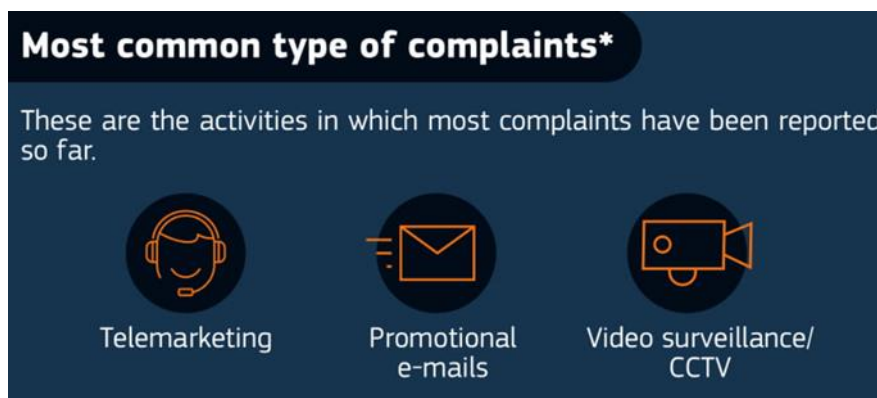 Most common type of complaints*
These are the activities in which most complaints have been reported
so far.
Telemarketing
Promotional
e-mails
Video surveillance/
CCTV